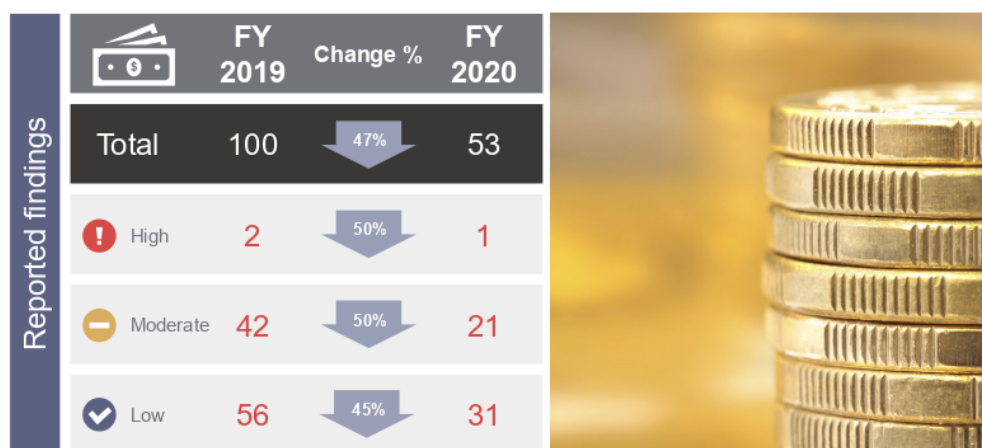 Reported findings
FY 2019 Change % FY 2020
Total 100 47% 53
High 2 50% 1
Moderate 42 50% 21
Low 56 45% 31